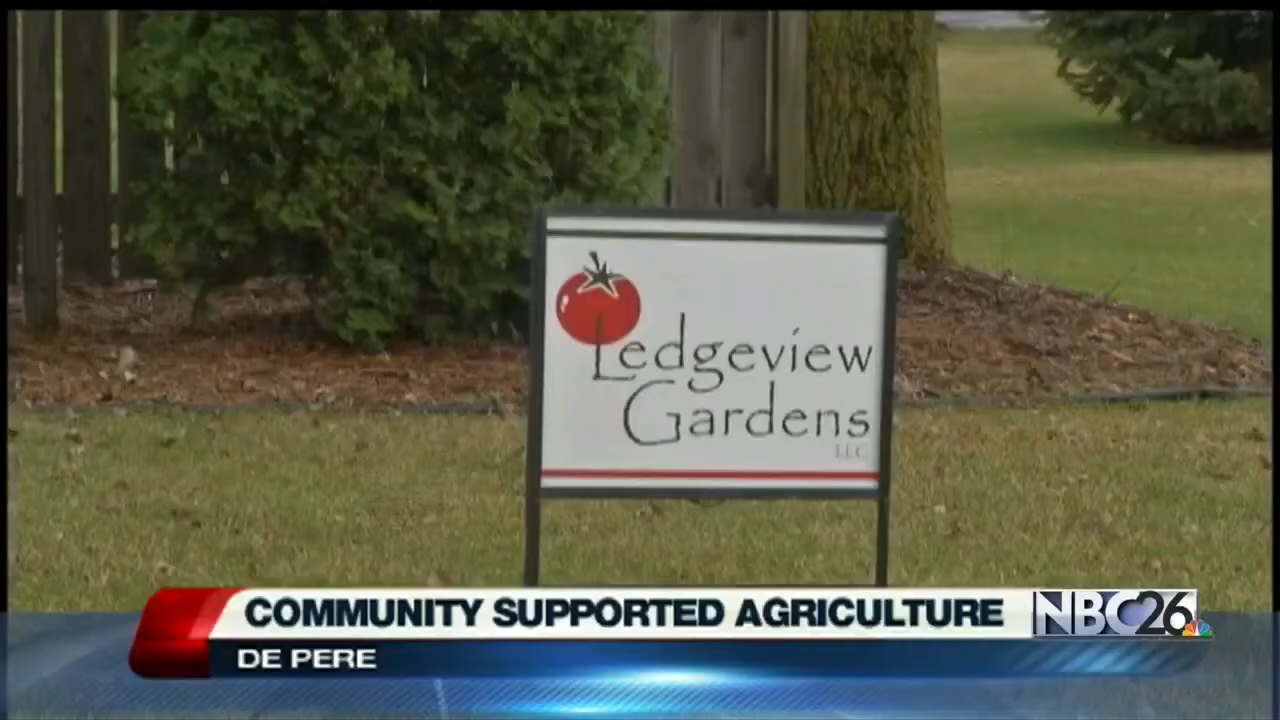 Ledgeview
Gardens
LLC
COMMUNITY SUPPORTED AGRICULTURE
NBC26
DE PERE